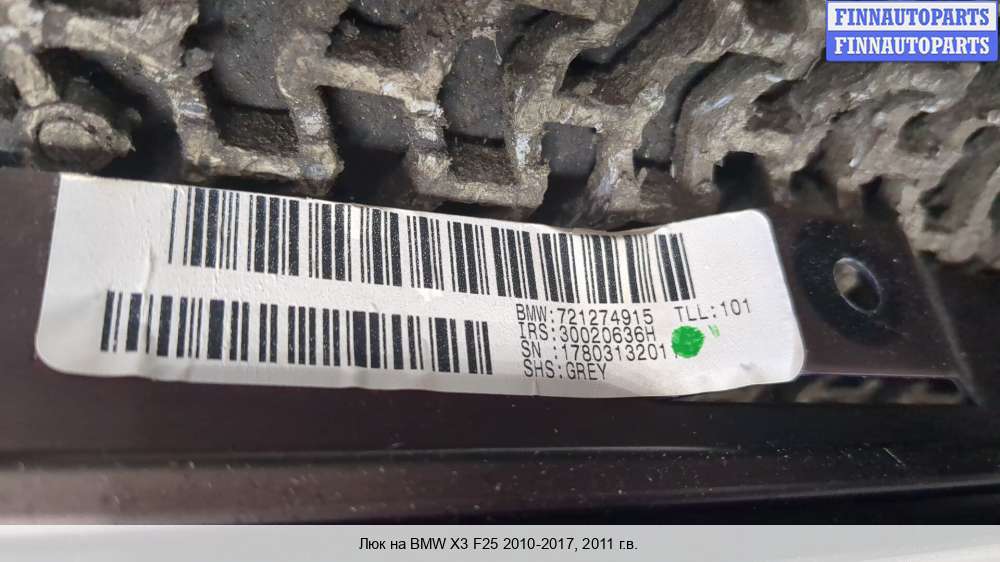 FINNAUTOPARTS
FINNAUTOPARTS
BMW:721274915 TLL:101
IRS:30020636H
SN :1780313201
SHS:GREY
Люк на BMW X3 F25 2010-2017, 2011 г.в.